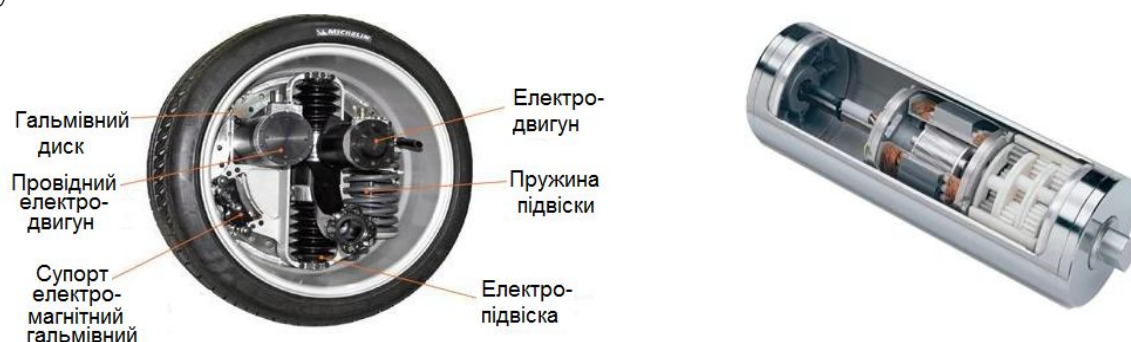 MICHELIN
Гальмівний
диск
Провідний
електро-
двигун
Супорт
електро-
магнітний
гальмівний
Електро-
двигун
Пружина
підвіски
Електро-
підвіска